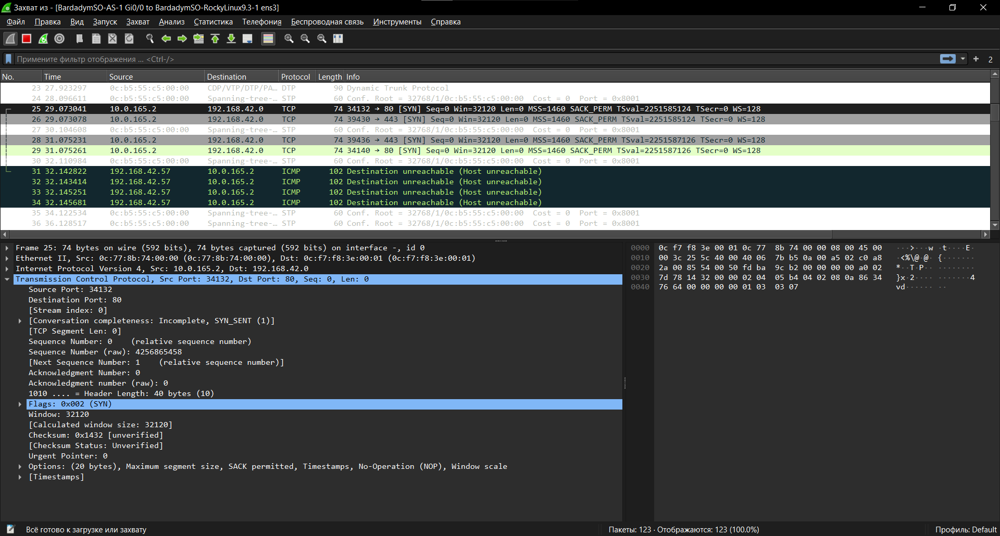 Захват из - [BardadymSO-AS-1 Gi0/0 to BardadymSO-RockyLinux9.3-1 ens3]
Файл Правка Вид Запуск Захват Анализ Статистика Телефония Беспроводная связь Инструменты Справка
Примените фильтр отображения ... <Ctrl-/> + 2
No. Time Source Destination Protocol Length Info
23 27.923297 0c:b5:55:c5:00:00 CDP/VTP/DTP/PA… DTP 90 Dynamic Trunk Protocol
24 28.096611 0c:b5:55:c5:00:00 Spanning-tree-… STP 60 Conf. Root = 32768/1/0c:b5:55:c5:00:00 Cost = 0 Port = 0x8001
25 29.073041 10.0.165.2 192.168.42.0 TCP 74 34132 → 80 [SYN] Seq=0 Win=32120 Len=0 MSS=1460 SACK_PERM TSval=2251585124 TSecr=0 WS=128
26 29.073078 10.0.165.2 192.168.42.0 TCP 74 39430 → 443 [SYN] Seq=0 Win=32120 Len=0 MSS=1460 SACK_PERM TSval=2251585124 TSecr=0 WS=128
27 30.104608 0c:b5:55:c5:00:00 Spanning-tree-… STP 60 Conf. Root = 32768/1/0c:b5:55:c5:00:00 Cost = 0 Port = 0x8001
28 31.075231 10.0.165.2 192.168.42.0 TCP 74 39436 → 443 [SYN] Seq=0 Win=32120 Len=0 MSS=1460 SACK_PERM TSval=2251587126 TSecr=0 WS=128
29 31.075261 10.0.165.2 192.168.42.0 TCP 74 34140 → 80 [SYN] Seq=0 Win=32120 Len=0 MSS=1460 SACK_PERM TSval=2251587126 TSecr=0 WS=128
30 32.110984 0c:b5:55:c5:00:00 Spanning-tree-… STP 60 Conf. Root = 32768/1/0c:b5:55:c5:00:00 Cost = 0 Port = 0x8001
31 32.142822 192.168.42.57 10.0.165.2 ICMP 102 Destination unreachable (Host unreachable)
32 32.143414 192.168.42.57 10.0.165.2 ICMP 102 Destination unreachable (Host unreachable)
33 32.145251 192.168.42.57 10.0.165.2 ICMP 102 Destination unreachable (Host unreachable)
34 32.145681 192.168.42.57 10.0.165.2 ICMP 102 Destination unreachable (Host unreachable)
35 34.122534 0c:b5:55:c5:00:00 Spanning-tree-… STP 60 Conf. Root = 32768/1/0c:b5:55:c5:00:00 Cost = 0 Port = 0x8001
36 36.128517 0c:b5:55:c5:00:00 Spanning-tree-… STP 60 Conf. Root = 32768/1/0c:b5:55:c5:00:00 Cost = 0 Port = 0x8001
Frame 25: 74 bytes on wire (592 bits), 74 bytes captured (592 bits) on interface -, id 0
Ethernet II, Src: 0c:77:8b:74:00:00 (0c:77:8b:74:00:00), Dst: 0c:f7:f8:3e:00:01 (0c:f7:f8:3e:00:01)
Internet Protocol Version 4, Src: 10.0.165.2, Dst: 192.168.42.0
Transmission Control Protocol, Src Port: 34132, Dst Port: 80, Seq: 0, Len: 0
Source Port: 34132
Destination Port: 80
[Stream index: 0]
[Conversation completeness: Incomplete, SYN_SENT (1)]
[TCP Segment Len: 0]
Sequence Number: 0 (relative sequence number)
Sequence Number (raw): 4256865458
[Next Sequence Number: 1 (relative sequence number)]
Acknowledgment Number: 0
Acknowledgment number (raw): 0
1010 .... = Header Length: 40 bytes (10)
Flags: 0x002 (SYN)
Window: 32120
[Calculated window size: 32120]
Checksum: 0x1432 [unverified]
[Checksum Status: Unverified]
Urgent Pointer: 0
Options: (20 bytes), Maximum segment size, SACK permitted, Timestamps, No-Operation (NOP), Window scale
[Timestamps]
0000 0c f7 f8 3e 00 01 0c 77 8b 74 00 00 08 00 45 00 ···>···w ·t····E·
0010 00 3c 25 5c 40 00 40 06 7b b5 0a 00 a5 02 c0 a8 ·<%\@·@· {·······
0020 2a 00 85 54 00 50 fd ba 9c b2 00 00 00 00 a0 02 *··T·P·· ········
0030 7d 78 14 32 00 00 02 04 05 b4 04 02 08 0a 86 34 }x·2···· ·······4
0040 76 64 00 00 00 00 01 03 03 07 vd······ ··
Всё готово к загрузке или захвату
Пакеты: 123 · Отображаются: 123 (100.0%)
Профиль: Default